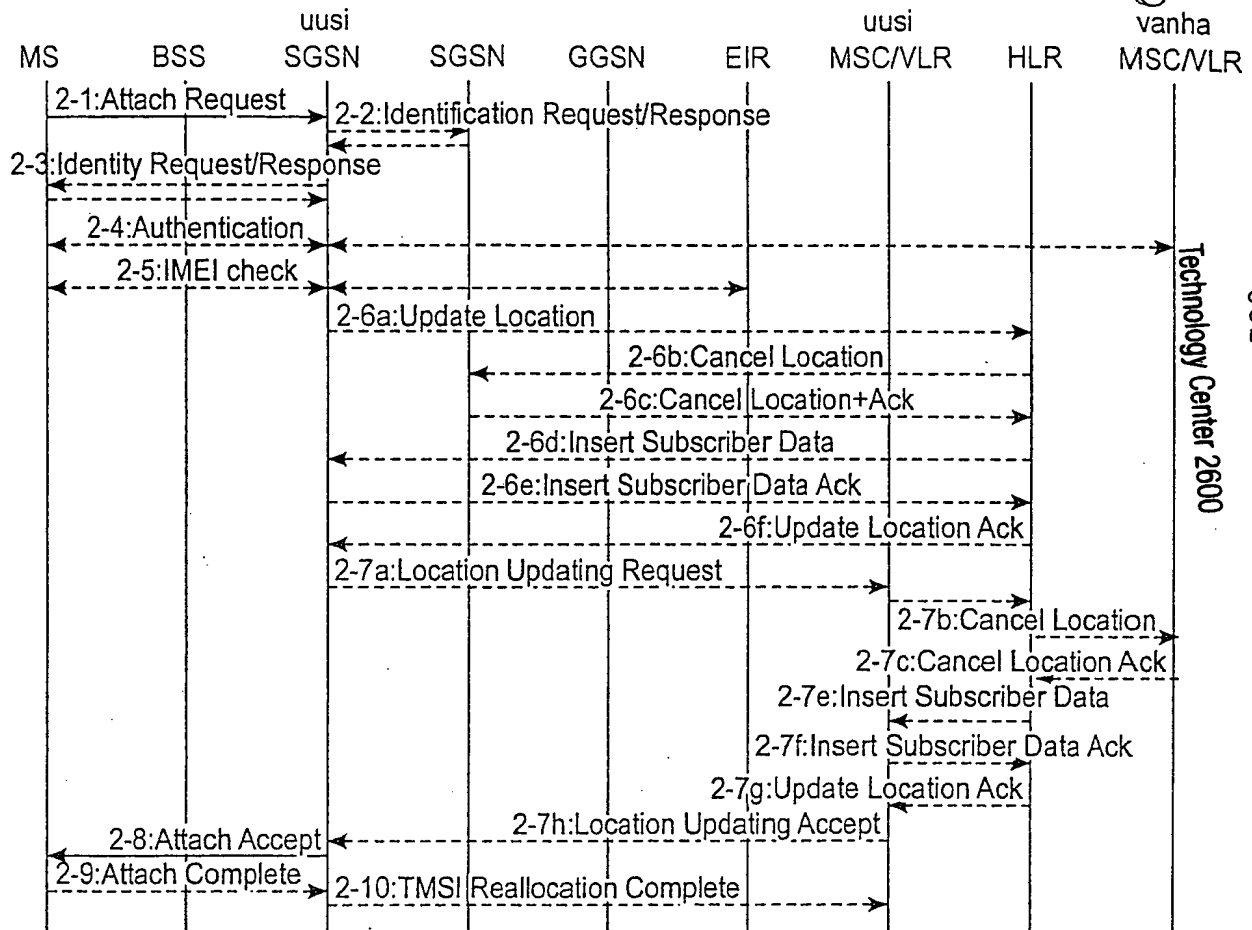 uusi uusi vanha
MS BSS SGSN SGSN GGSN EIR MSC/VLR HLR MSC/VLR
2-1:Attach Request
2-2:Identification Request/Response
2-3:Identity Request/Response
2-4:Authentication
2-5:IMEI check
2-6a:Update Location
2-6b:Cancel Location
2-6c:Cancel Location+Ack
2-6d:Insert Subscriber Data
2-6e:Insert Subscriber Data Ack
2-6f:Update Location Ack
2-7a:Location Updating Request
2-7b:Cancel Location
2-7c:Cancel Location Ack
2-7e:Insert Subscriber Data
2-7f:Insert Subscriber Data Ack
2-7g:Update Location Ack
2-7h:Location Updating Accept
2-8:Attach Accept
2-9:Attach Complete
2-10:TMSI Reallocation Complete
Technology Center 2600